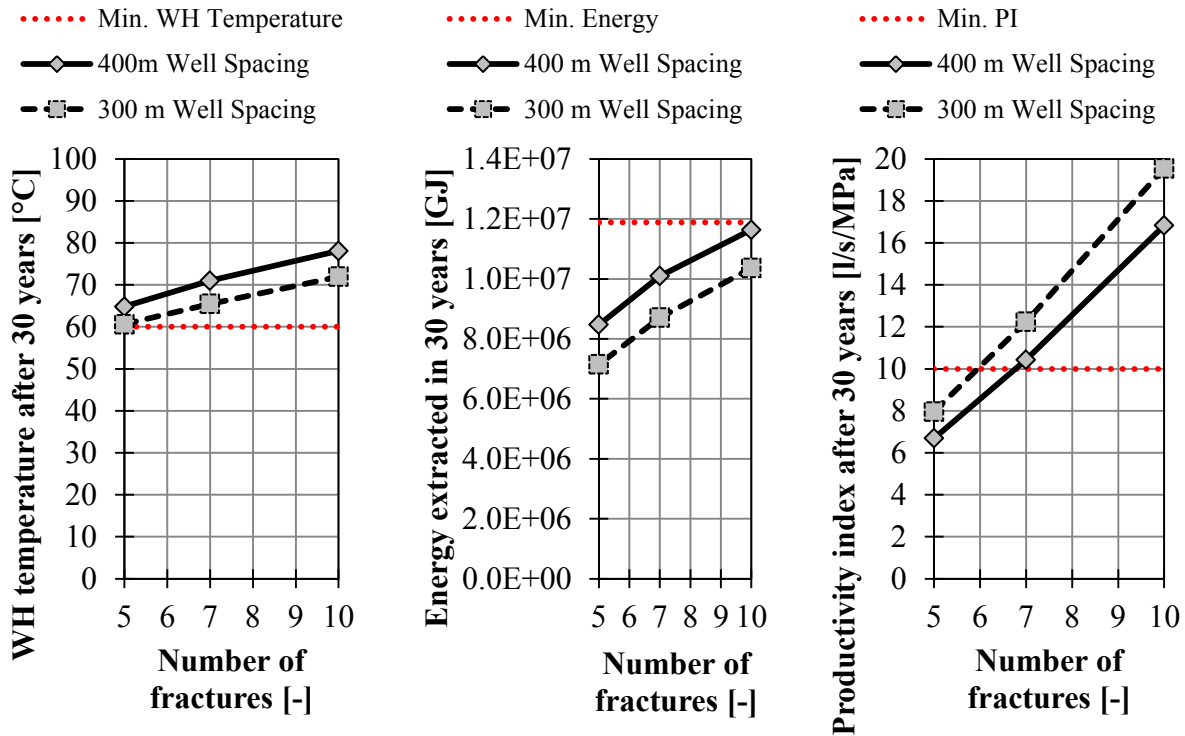 Min. WH Temperature
400m Well Spacing
300 m Well Spacing
WH temperature after 30 years [°C]
100
90
80
70
60
50
40
30
20
10
0
5 6 7 8 9 10
Number of
fractures [-]
Min. Energy
400 m Well Spacing
300 m Well Spacing
Energy extracted in 30 years [GJ]
1.4E+07
1.2E+07
1.0E+07
8.0E+06
6.0E+06
4.0E+06
2.0E+06
0.0E+00
5 6 7 8 9 10
Number of
fractures [-]
Min. PI
400 m Well Spacing
300 m Well Spacing
Productivity index after 30 years [l/s/MPa]
20
18
16
14
12
10
8
6
4
2
0
5 6 7 8 9 10
Number of
fractures [-]